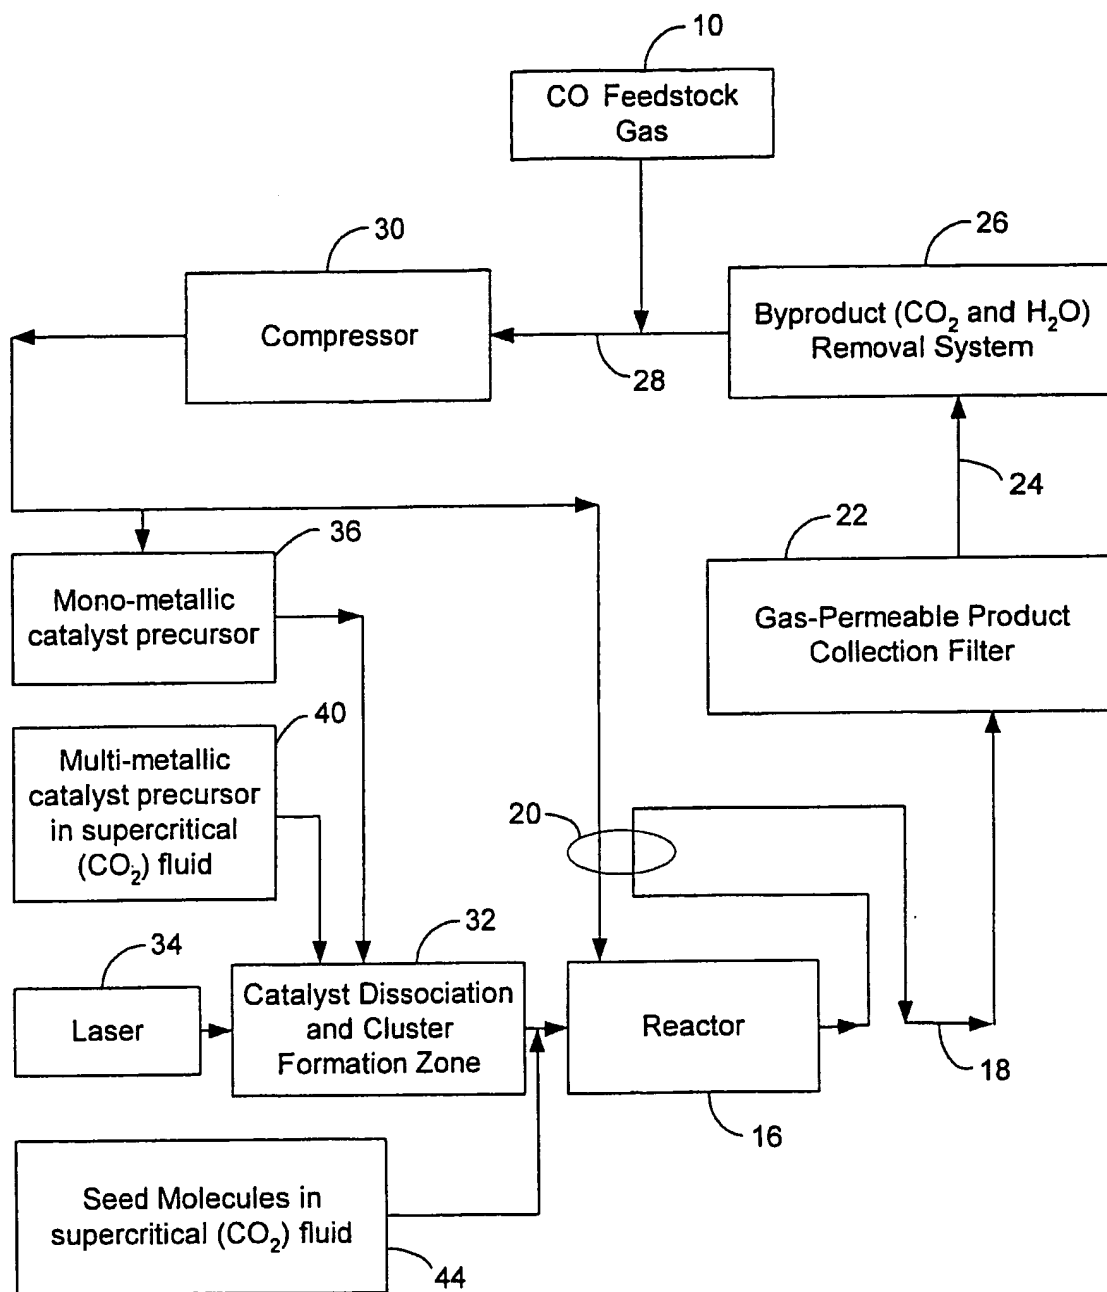 10
CO Feedstock
Gas
30
26
Compressor
Byproduct (CO₂ and H₂O)
Removal System
28
24
36
22
Mono-metallic
catalyst precursor
Gas-Permeable Product
Collection Filter
40
Multi-metallic
catalyst precursor
in supercritical
(CO₂) fluid
20
34
32
Laser
Catalyst Dissociation
and Cluster
Formation Zone
Reactor
18
16
Seed Molecules in
supercritical (CO₂) fluid
44